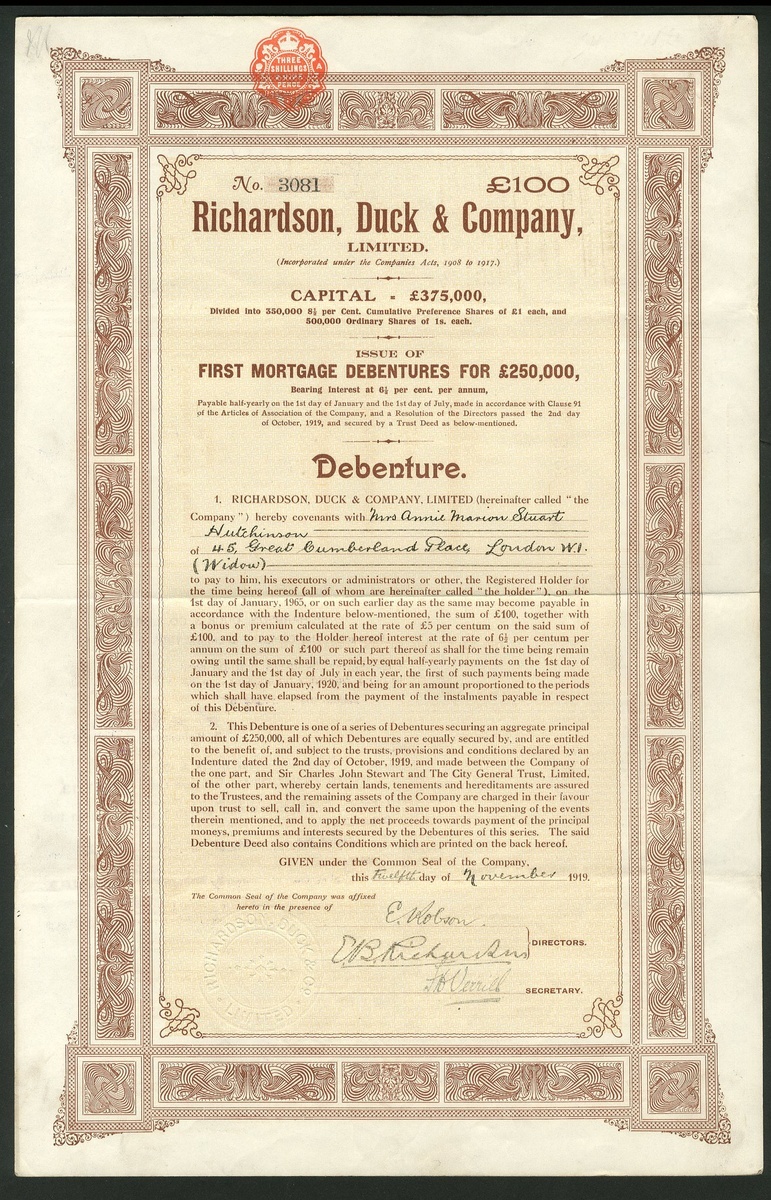 THREE
SHILLINGS
PENCE
No. 3081 £100
Richardson, Duck & Company,
LIMITED.
(Incorporated under the Companies Acts, 1908 to 1917.)
CAPITAL = £375,000,
Divided into 350,000 8½ per Cent. Cumulative Preference Shares of £1 each, and
500,000 Ordinary Shares of 1s. each.
ISSUE OF
FIRST MORTGAGE DEBENTURES FOR £250,000,
Bearing Interest at 6½ per cent. per annum,
Payable half-yearly on the 1st day of January and the 1st day of July, made in accordance with Clause 91
of the Articles of Association of the Company, and a Resolution of the Directors passed the 2nd day
of October, 1919, and secured by a Trust Deed as below-mentioned.
Debenture.
1. RICHARDSON, DUCK & COMPANY, LIMITED (hereinafter called "the
Company") hereby covenants with Mrs Annie Marion Stuart
Hutchinson
of 45, Great Cumberland Place, London W.1.
(Widow)
to pay to him, his executors or administrators or other, the Registered Holder for
the time being hereof (all of whom are hereinafter called "the holder"), on the
1st day of January, 1965, or on such earlier day as the same may become payable in
accordance with the Indenture below-mentioned, the sum of £100, together with
a bonus or premium calculated at the rate of £5 per centum on the said sum of
£100, and to pay to the Holder hereof interest at the rate of 6½ per centum per
annum on the sum of £100 or such part thereof as shall for the time being remain
owing until the same shall be repaid, by equal half-yearly payments on the 1st day of
January and the 1st day of July in each year, the first of such payments being made
on the 1st day of January, 1920, and being for an amount proportioned to the periods
which shall have elapsed from the payment of the instalments payable in respect
of this Debenture.
2. This Debenture is one of a series of Debentures securing an aggregate principal
amount of £250,000, all of which Debentures are equally secured by, and are entitled
to the benefit of, and subject to the trusts, provisions and conditions declared by an
Indenture dated the 2nd day of October, 1919, and made between the Company of
the one part, and Sir Charles John Stewart and The City General Trust, Limited,
of the other part, whereby certain lands, tenements and hereditaments are assured
to the Trustees, and the remaining assets of the Company are charged in their favour
upon trust to sell, call in, and convert the same upon the happening of the events
therein mentioned, and to apply the net proceeds towards payment of the principal
moneys, premiums and interests secured by the Debentures of this series. The said
Debenture Deed also contains Conditions which are printed on the back hereof.
GIVEN under the Common Seal of the Company,
this Twelfth day of November 1919.
The Common Seal of the Company was affixed
hereto in the presence of
E. Robson.
E.B. Richardson
DIRECTORS.
Verrill
SECRETARY.
RICHARDSON, DUCK & CO.
LIMITED